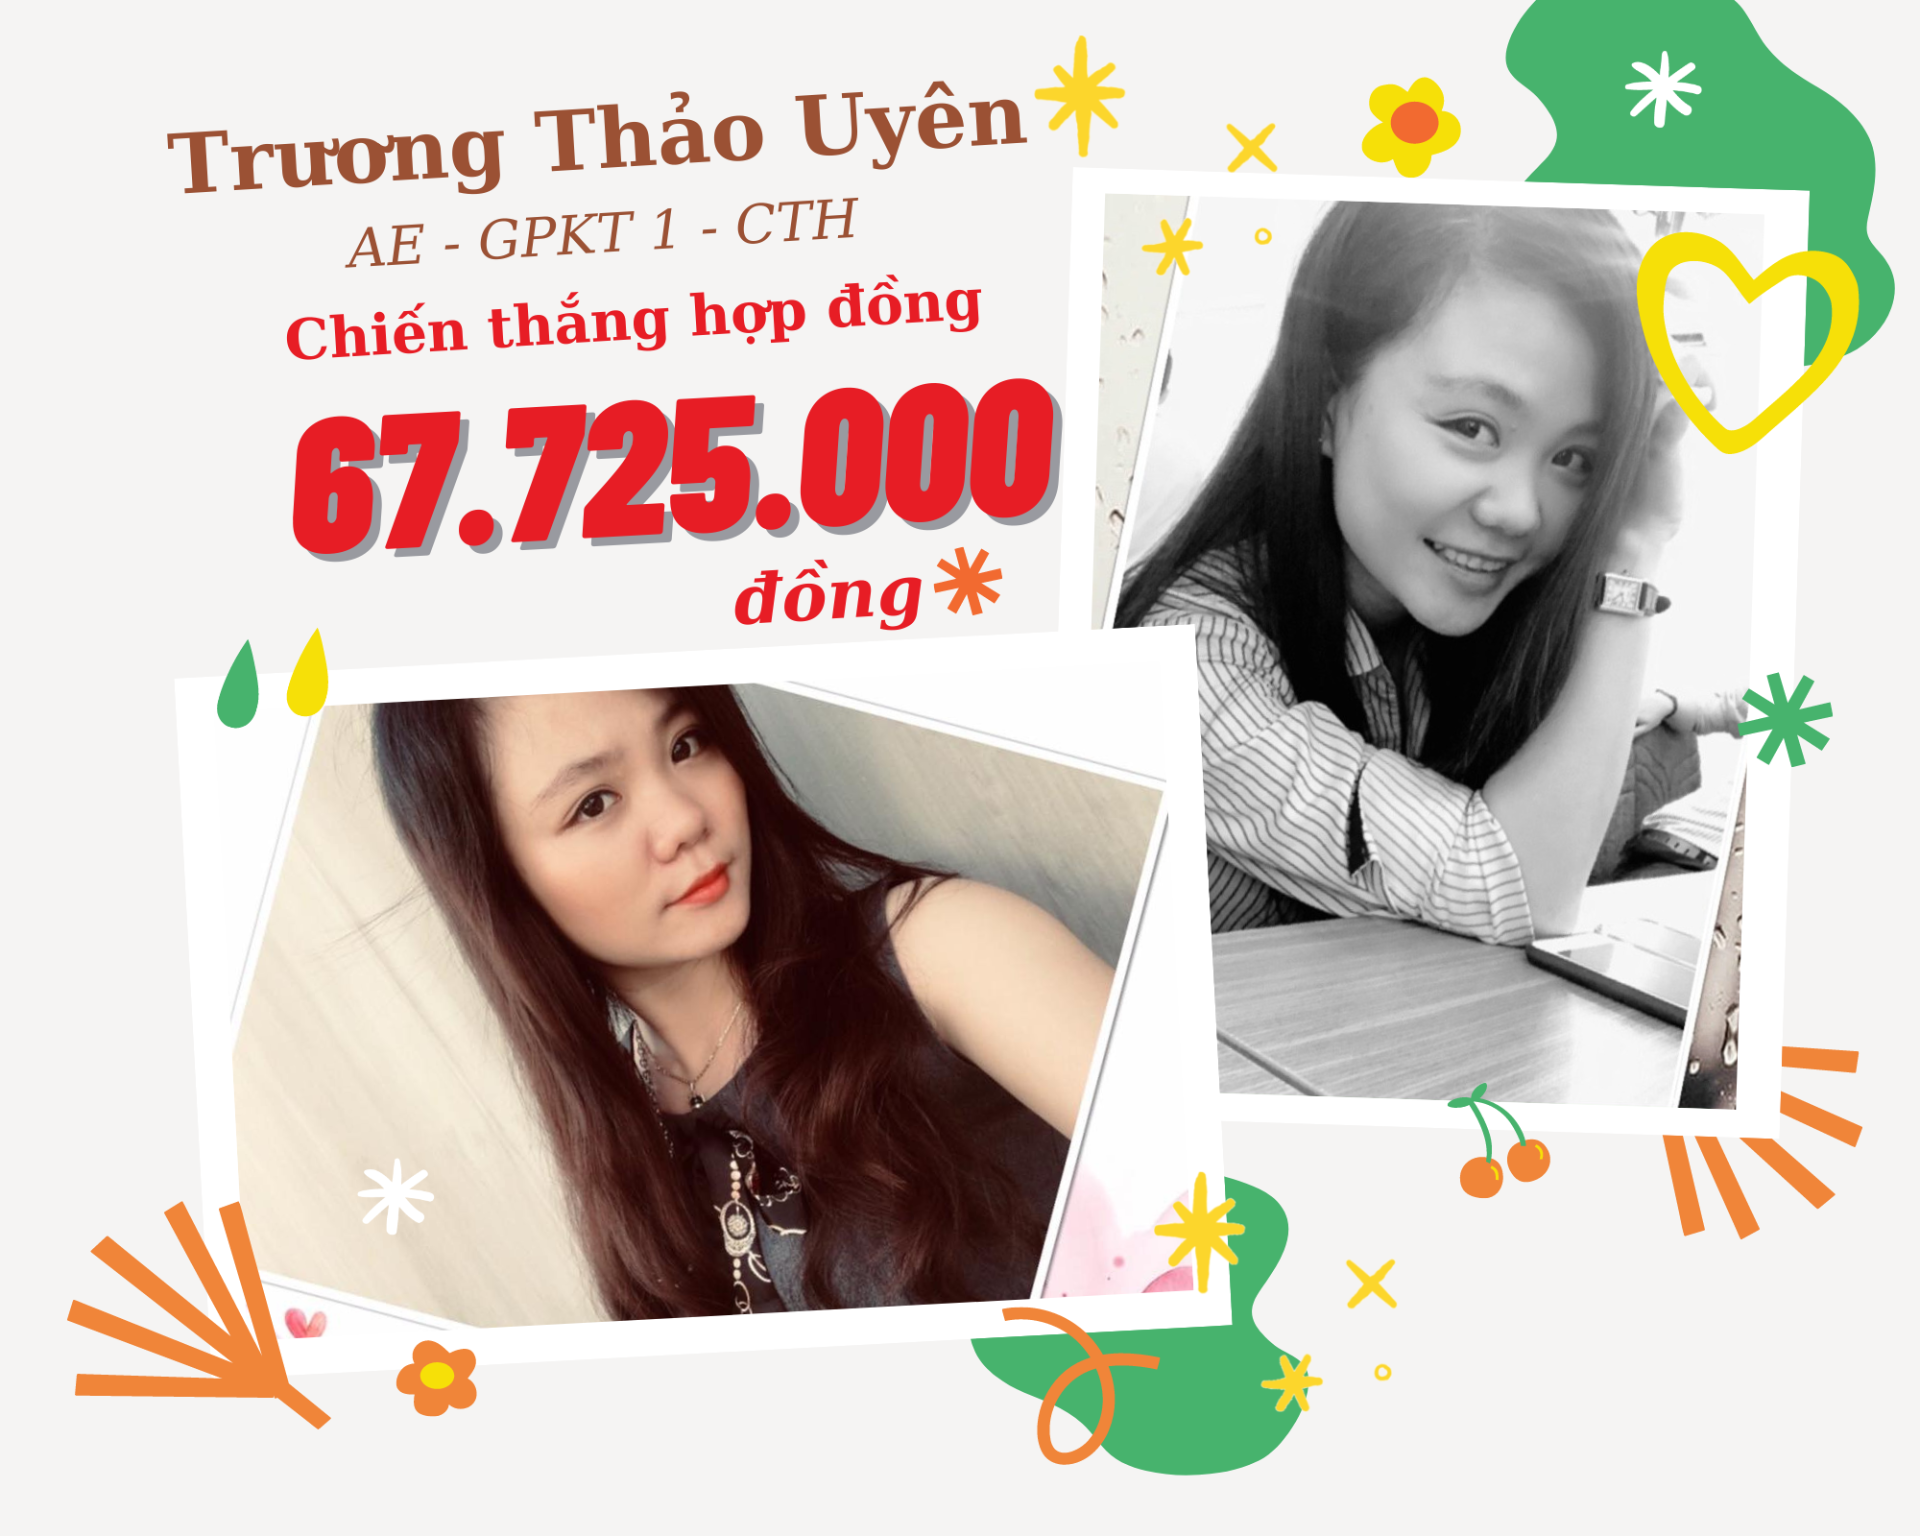 Trương Thảo Uyên
AE - GPKT 1 - CTH
Chiến thắng hợp đồng
67.725.000
đồng